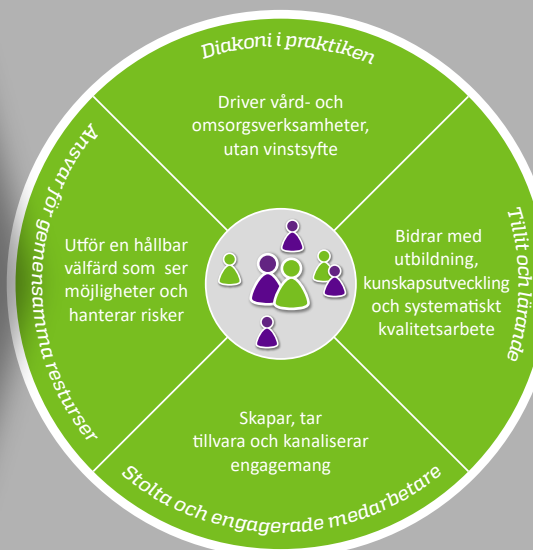 Diakoni i praktiken
Driver vård- och
omsorgsverksamheter,
utan vinstsyfte
Ansvar för gemensamma resturser
Utför en hållbar
välfärd som ser
möjligheter och
hanterar risker
Bidrar med
utbildning,
kunskapsutveckling
och systematiskt
kvalitetsarbete
Tillit och lärande
Skapar, tar
tillvara och kanaliserar
engagemang
Stolta och engagerade medarbetare